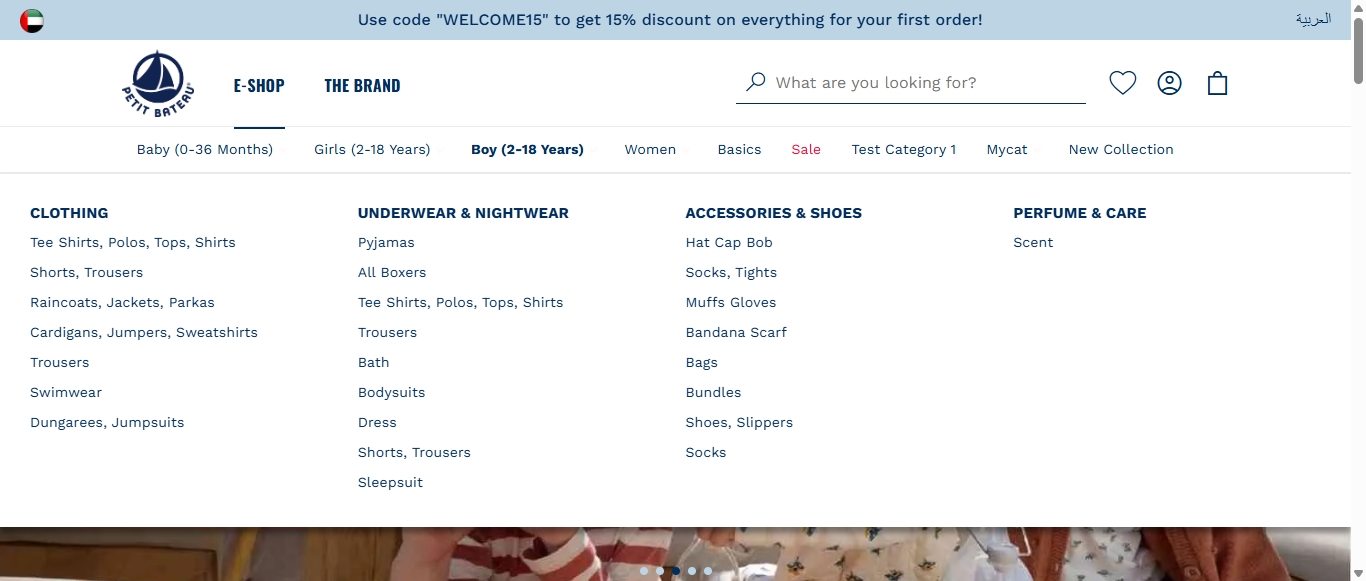 Use code "WELCOME15" to get 15% discount on everything for your first order!
العربية
PETIT BATEAU
E-SHOP
THE BRAND
What are you looking for?
Baby (0-36 Months)
Girls (2-18 Years)
Boy (2-18 Years)
Women
Basics
Sale
Test Category 1
Mycat
New Collection
CLOTHING
Tee Shirts, Polos, Tops, Shirts
Shorts, Trousers
Raincoats, Jackets, Parkas
Cardigans, Jumpers, Sweatshirts
Trousers
Swimwear
Dungarees, Jumpsuits
UNDERWEAR & NIGHTWEAR
Pyjamas
All Boxers
Tee Shirts, Polos, Tops, Shirts
Trousers
Bath
Bodysuits
Dress
Shorts, Trousers
Sleepsuit
ACCESSORIES & SHOES
Hat Cap Bob
Socks, Tights
Muffs Gloves
Bandana Scarf
Bags
Bundles
Shoes, Slippers
Socks
PERFUME & CARE
Scent